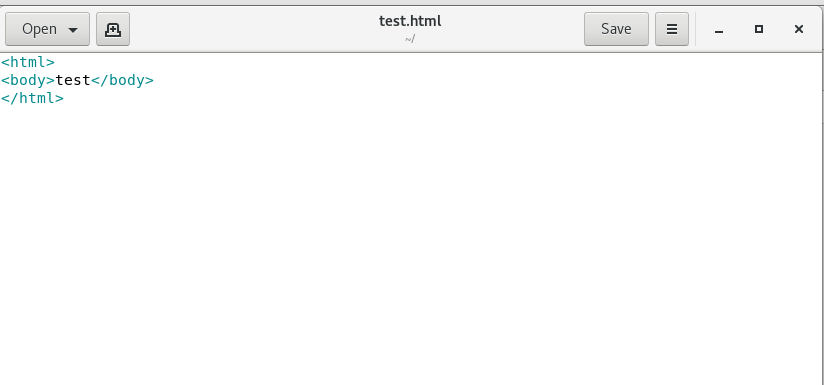 Open
test.html
~/
Save
<html>
<body>test</body>
</html>